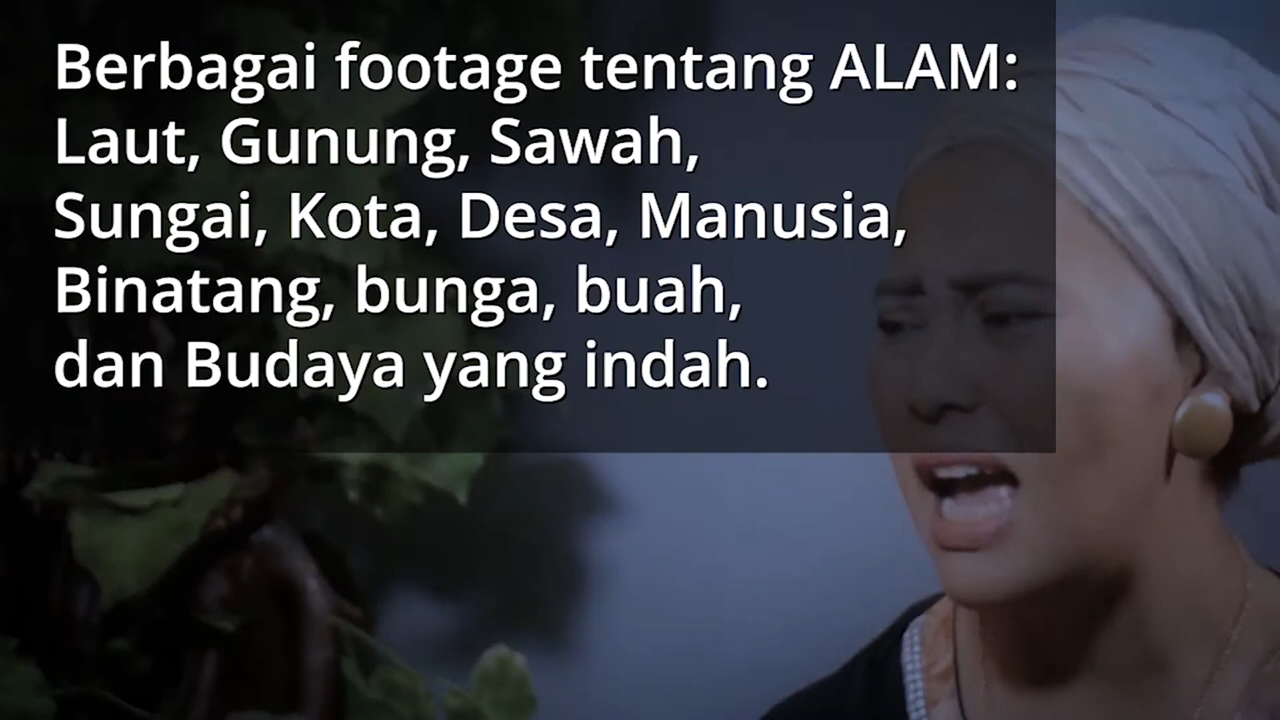 Berbagai footage tentang ALAM:
Laut, Gunung, Sawah,
Sungai, Kota, Desa, Manusia,
Binatang, bunga, buah,
dan Budaya yang indah.